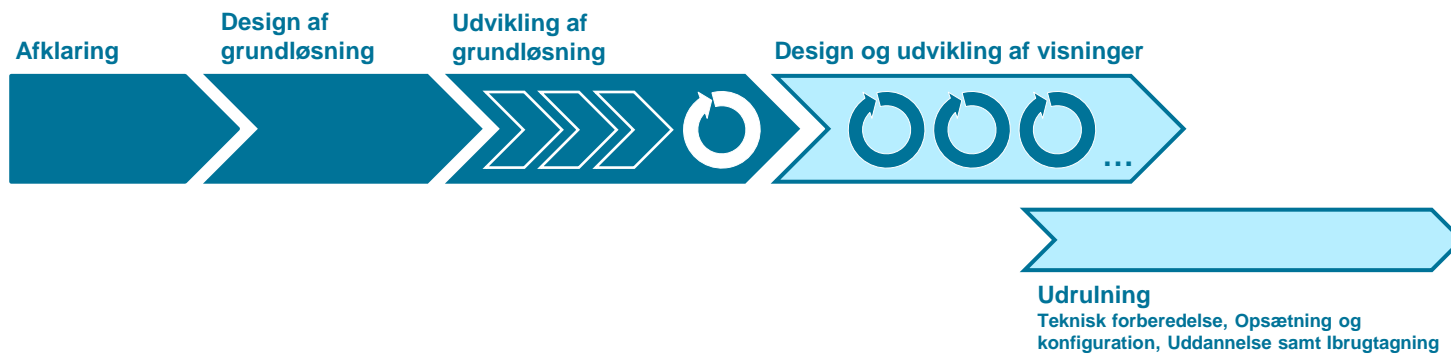 Afklaring
Design af
grundløsning
Udvikling af
grundløsning
Design og udvikling af visninger
...
Udrulning
Teknisk forberedelse, Opsætning og
konfiguration, Uddannelse samt Ibrugtagning